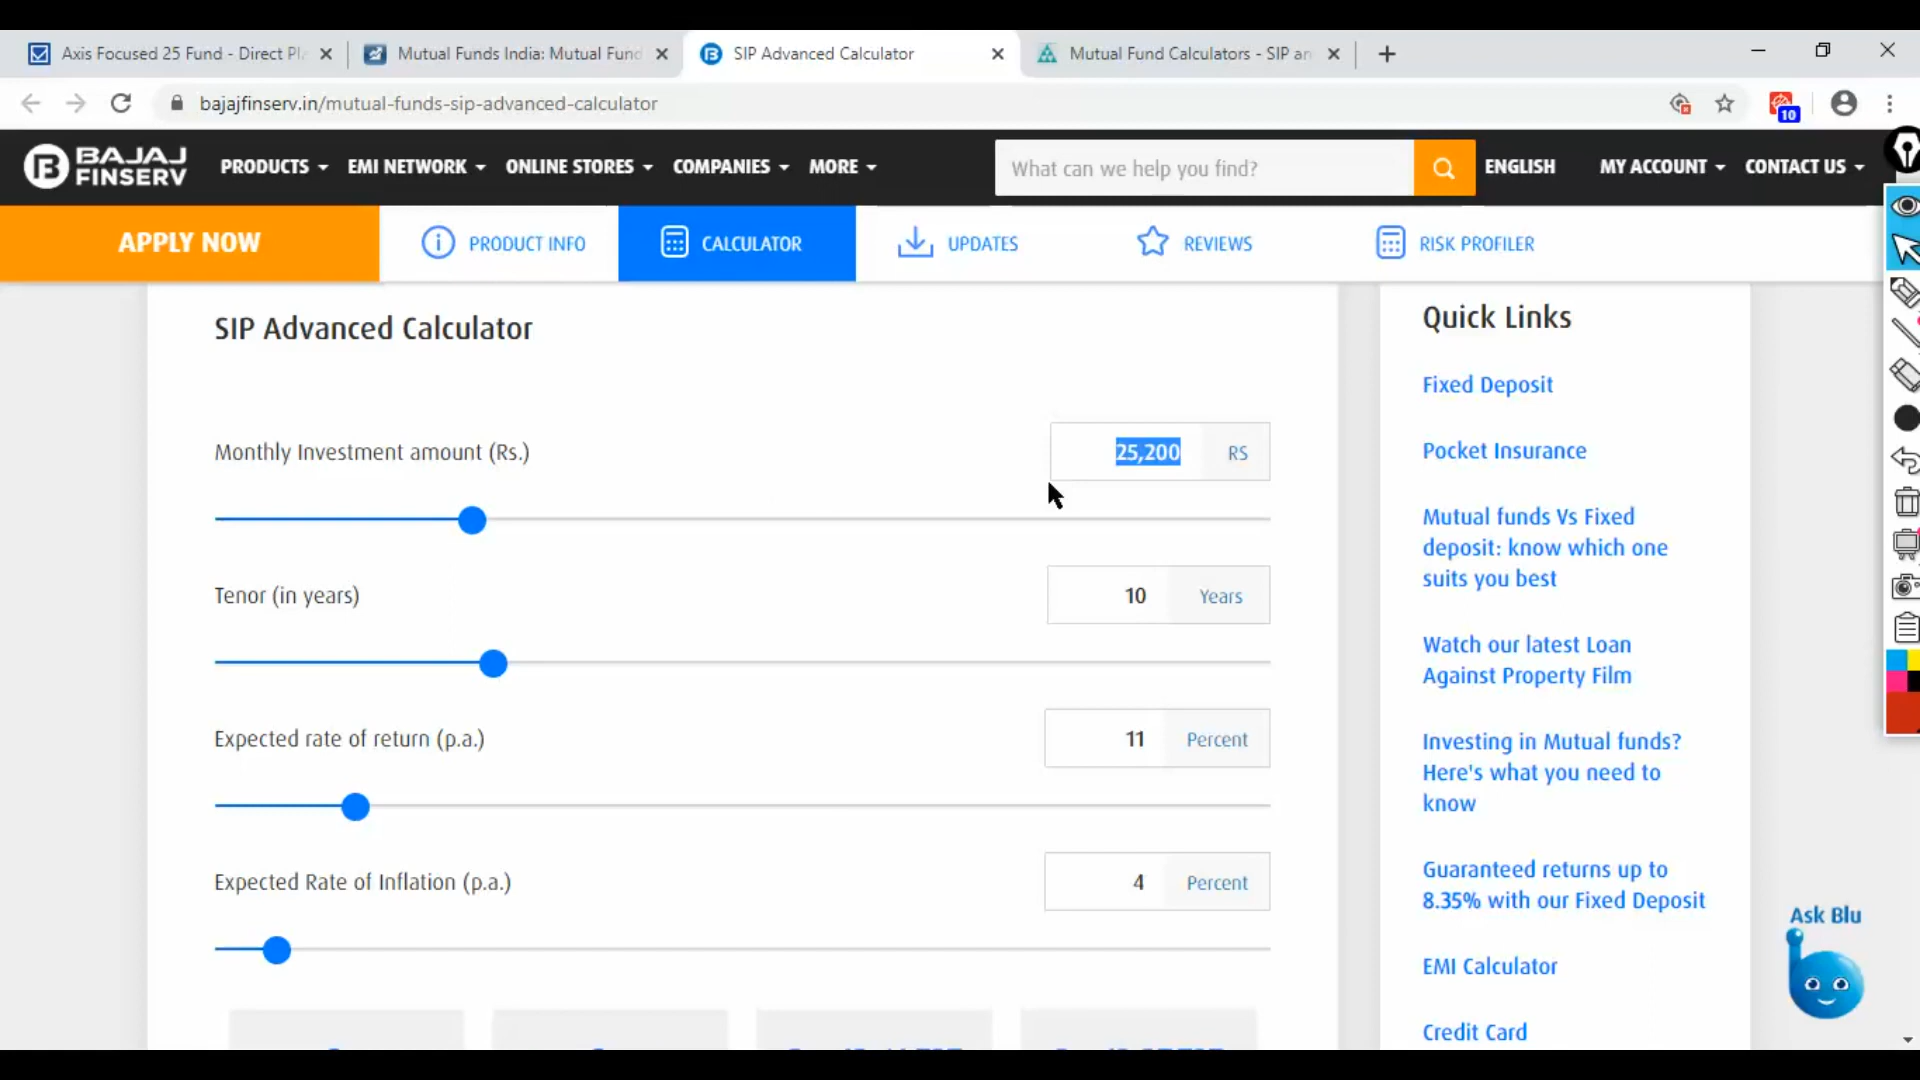 Axis Focused 25 Fund - Direct Pl
Mutual Funds India: Mutual Fund
SIP Advanced Calculator
Mutual Fund Calculators - SIP an
bajajfinserv.in/mutual-funds-sip-advanced-calculator
10
BAJAJ
FINSERV
PRODUCTS
EMI NETWORK
ONLINE STORES
COMPANIES
MORE
What can we help you find?
ENGLISH
MY ACCOUNT
CONTACT US
APPLY NOW
PRODUCT INFO
CALCULATOR
UPDATES
REVIEWS
RISK PROFILER
SIP Advanced Calculator
Monthly Investment amount (Rs.)
25,200 RS
Tenor (in years)
10 Years
Expected rate of return (p.a.)
11 Percent
Expected Rate of Inflation (p.a.)
4 Percent
Quick Links
Fixed Deposit
Pocket Insurance
Mutual funds Vs Fixed
deposit: know which one
suits you best
Watch our latest Loan
Against Property Film
Investing in Mutual funds?
Here's what you need to
know
Guaranteed returns up to
8.35% with our Fixed Deposit
EMI Calculator
Credit Card
Ask Blu